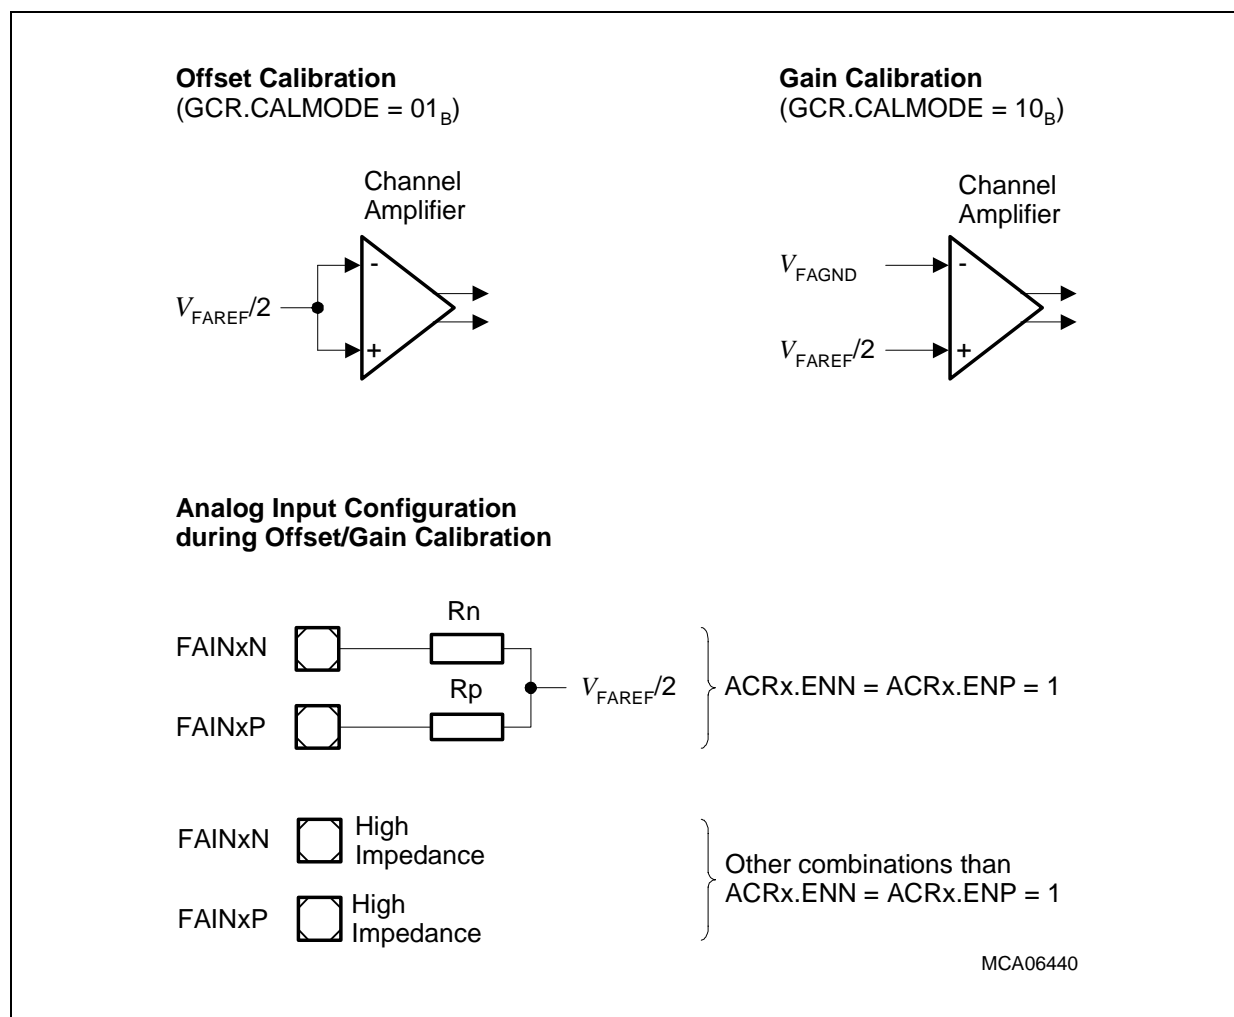 Offset Calibration
(GCR.CALMODE = 01B)
Gain Calibration
(GCR.CALMODE = 10B)
Channel
Amplifier
-
+
VFAREF/2
Channel
Amplifier
VFAGND
-
VFAREF/2
+
Analog Input Configuration
during Offset/Gain Calibration
Rn
FAINxN
VFAREF/2
ACRx.ENN = ACRx.ENP = 1
Rp
FAINxP
FAINxN
High
Impedance
Other combinations than
ACRx.ENN = ACRx.ENP = 1
FAINxP
High
Impedance
MCA06440